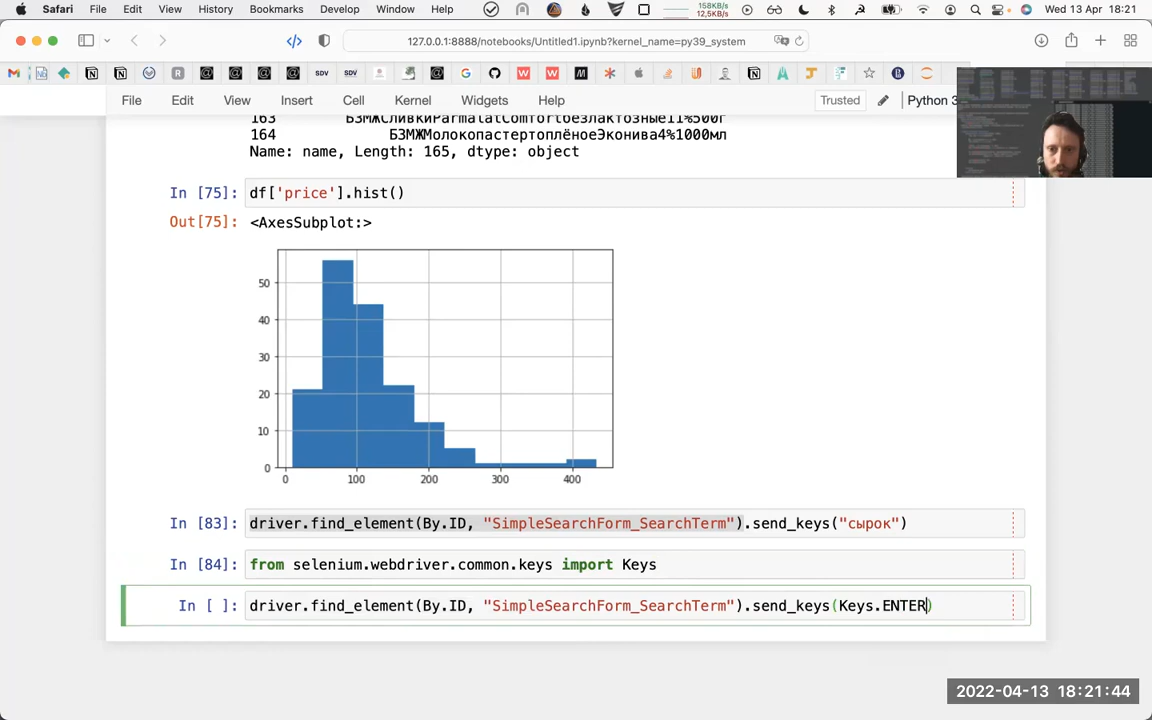 Safari File Edit View History Bookmarks Develop Window Help 158KB/s 12,5KB/s Wed 13 Apr 18:21
127.0.0.1:8888/notebooks/Untitled1.ipynb?kernel_name=py39_system
File Edit View Insert Cell Kernel Widgets Help Trusted Python 3
163 БЗМЖСливкиParmalatComfortбезлактозные11%500г
164 БЗМЖМолокопастертоплёноеЭконива4%1000мл
Name: name, Length: 165, dtype: object
In [75]: df['price'].hist()
Out[75]: <AxesSubplot:>
50
40
30
20
10
0
0 100 200 300 400
In [83]: driver.find_element(By.ID, "SimpleSearchForm_SearchTerm").send_keys("сырок")
In [84]: from selenium.webdriver.common.keys import Keys
In [ ]: driver.find_element(By.ID, "SimpleSearchForm_SearchTerm").send_keys(Keys.ENTER)
2022-04-13 18:21:44